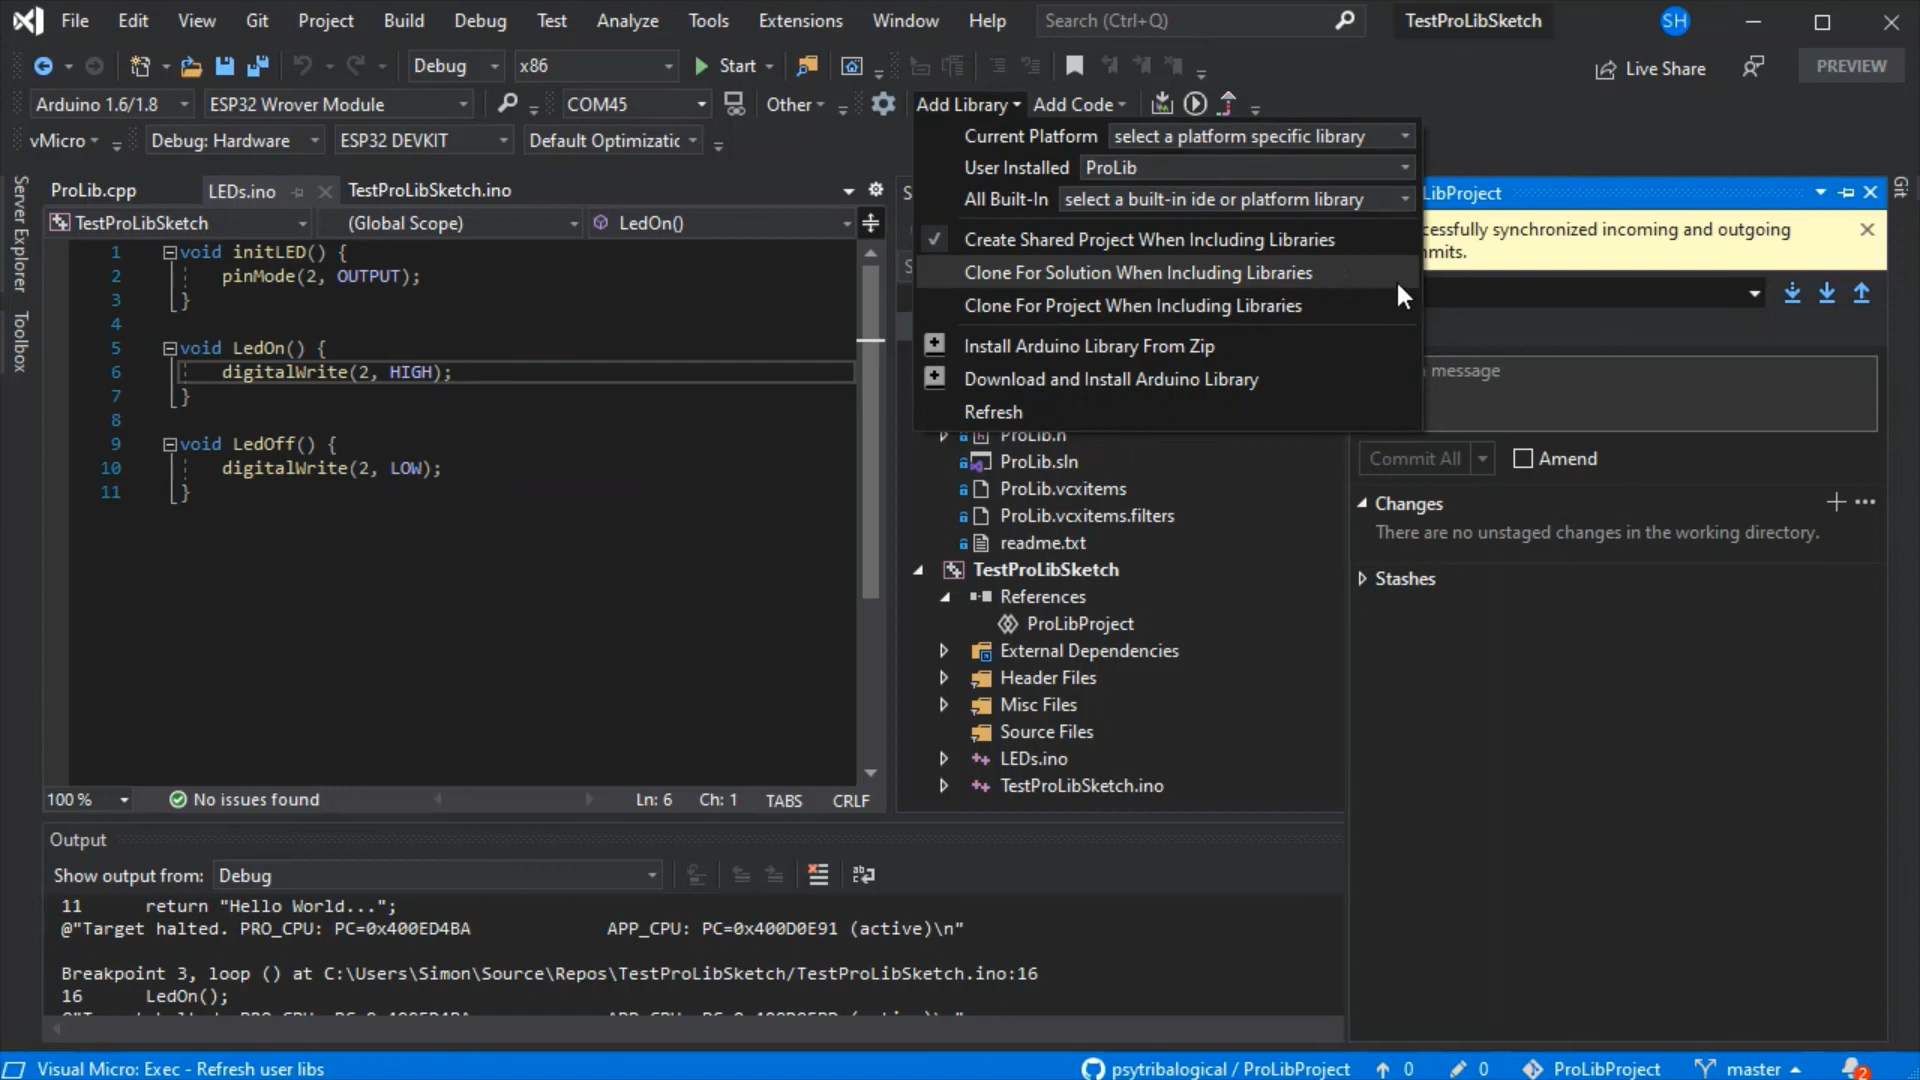 File Edit View Git Project Build Debug Test Analyze Tools Extensions Window Help Search (Ctrl+Q) TestProLibSketch SH
Debug x86 Start Live Share PREVIEW
Arduino 1.6/1.8 ESP32 Wrover Module COM45 Other Add Library Add Code
vMicro Debug: Hardware ESP32 DEVKIT Default Optimizatic
Current Platform select a platform specific library
User Installed ProLib
All Built-In select a built-in ide or platform library
Create Shared Project When Including Libraries
Clone For Solution When Including Libraries
Clone For Project When Including Libraries
Install Arduino Library From Zip
Download and Install Arduino Library
Refresh
Server Explorer
Toolbox
ProLib.cpp LEDs.ino TestProLibSketch.ino
TestProLibSketch (Global Scope) LedOn()
1 void initLED() {
2 pinMode(2, OUTPUT);
3 }
4
5 void LedOn() {
6 digitalWrite(2, HIGH);
7 }
8
9 void LedOff() {
10 digitalWrite(2, LOW);
11 }
100 % No issues found Ln: 6 Ch: 1 TABS CRLF
ProLib.h
ProLib.sln
ProLib.vcxitems
ProLib.vcxitems.filters
readme.txt
TestProLibSketch
References
ProLibProject
External Dependencies
Header Files
Misc Files
Source Files
LEDs.ino
TestProLibSketch.ino
LibProject
Git
cessfully synchronized incoming and outgoing
mits.
message
Commit All Amend
Changes
There are no unstaged changes in the working directory.
Stashes
Output
Show output from: Debug
11 return "Hello World...";
@"Target halted. PRO_CPU: PC=0x400ED4BA APP_CPU: PC=0x400D0E91 (active)\n"
Breakpoint 3, loop () at C:\Users\Simon\Source\Repos\TestProLibSketch/TestProLibSketch.ino:16
16 LedOn();
Visual Micro: Exec - Refresh user libs psytribalogical / ProLibProject 0 0 ProLibProject master 2